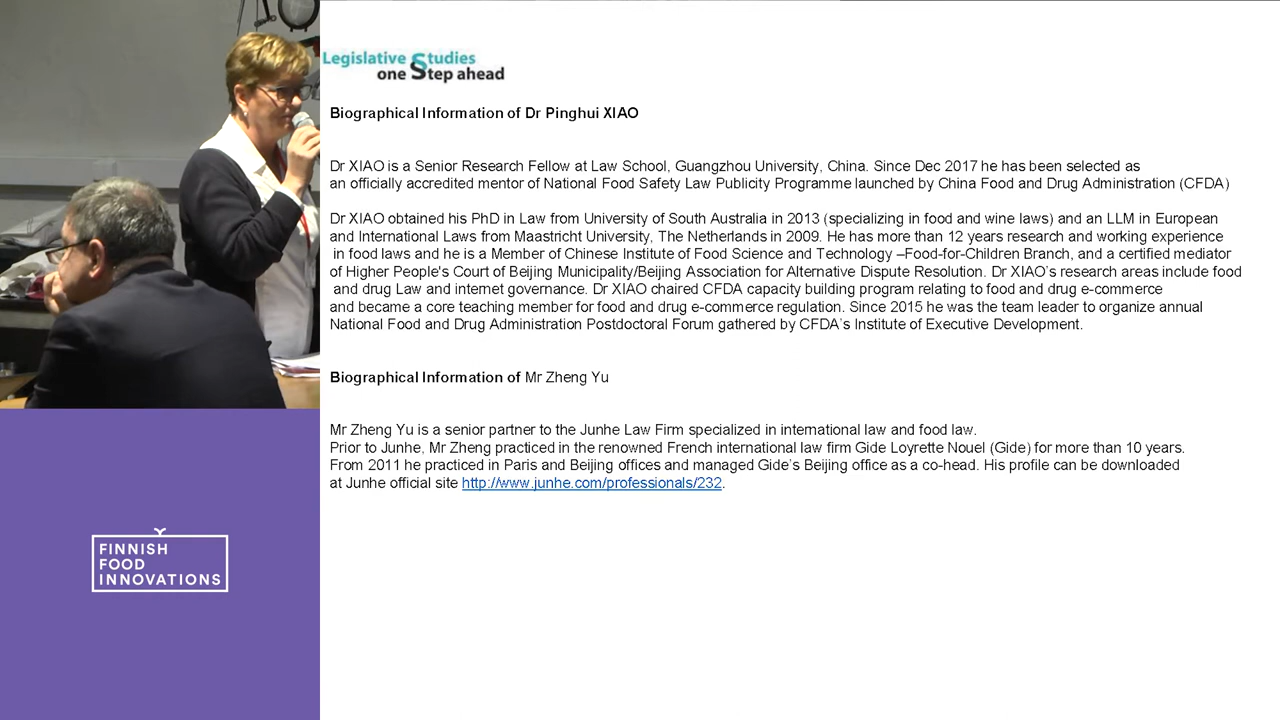 Legislative Studies
one Step ahead
Biographical Information of Dr Pinghui XIAO
Dr XIAO is a Senior Research Fellow at Law School, Guangzhou University, China. Since Dec 2017 he has been selected as
an officially accredited mentor of National Food Safety Law Publicity Programme launched by China Food and Drug Administration (CFDA)
Dr XIAO obtained his PhD in Law from University of South Australia in 2013 (specializing in food and wine laws) and an LLM in European
and International Laws from Maastricht University, The Netherlands in 2009. He has more than 12 years research and working experience
in food laws and he is a Member of Chinese Institute of Food Science and Technology –Food-for-Children Branch, and a certified mediator
of Higher People's Court of Beijing Municipality/Beijing Association for Alternative Dispute Resolution. Dr XIAO's research areas include food
and drug Law and internet governance. Dr XIAO chaired CFDA capacity building program relating to food and drug e-commerce
and became a core teaching member for food and drug e-commerce regulation. Since 2015 he was the team leader to organize annual
National Food and Drug Administration Postdoctoral Forum gathered by CFDA's Institute of Executive Development.
Biographical Information of Mr Zheng Yu
Mr Zheng Yu is a senior partner to the Junhe Law Firm specialized in international law and food law.
Prior to Junhe, Mr Zheng practiced in the renowned French international law firm Gide Loyrette Nouel (Gide) for more than 10 years.
From 2011 he practiced in Paris and Beijing offices and managed Gide's Beijing office as a co-head. His profile can be downloaded
at Junhe official site http://www.junhe.com/professionals/232.
FINNISH
FOOD
INNOVATIONS